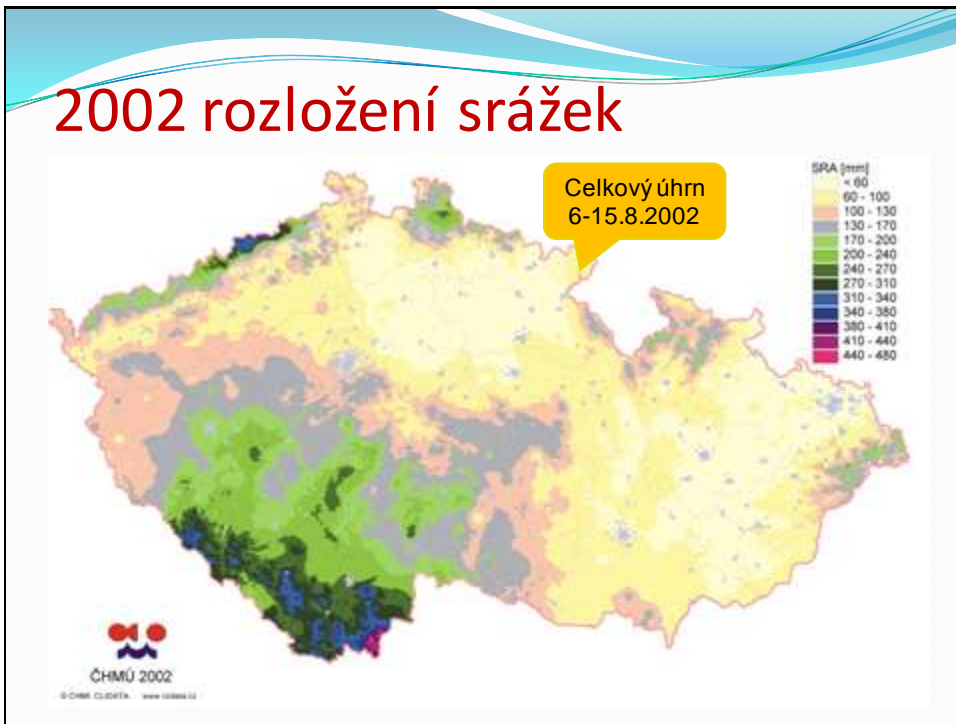 2002 rozložení srážek
Celkový úhrn
6-15.8.2002
SRA [mm]
< 60
60 - 100
100 - 130
130 - 170
170 - 200
200 - 240
240 - 270
270 - 310
310 - 340
340 - 380
380 - 410
410 - 440
440 - 480
ČHMÚ 2002